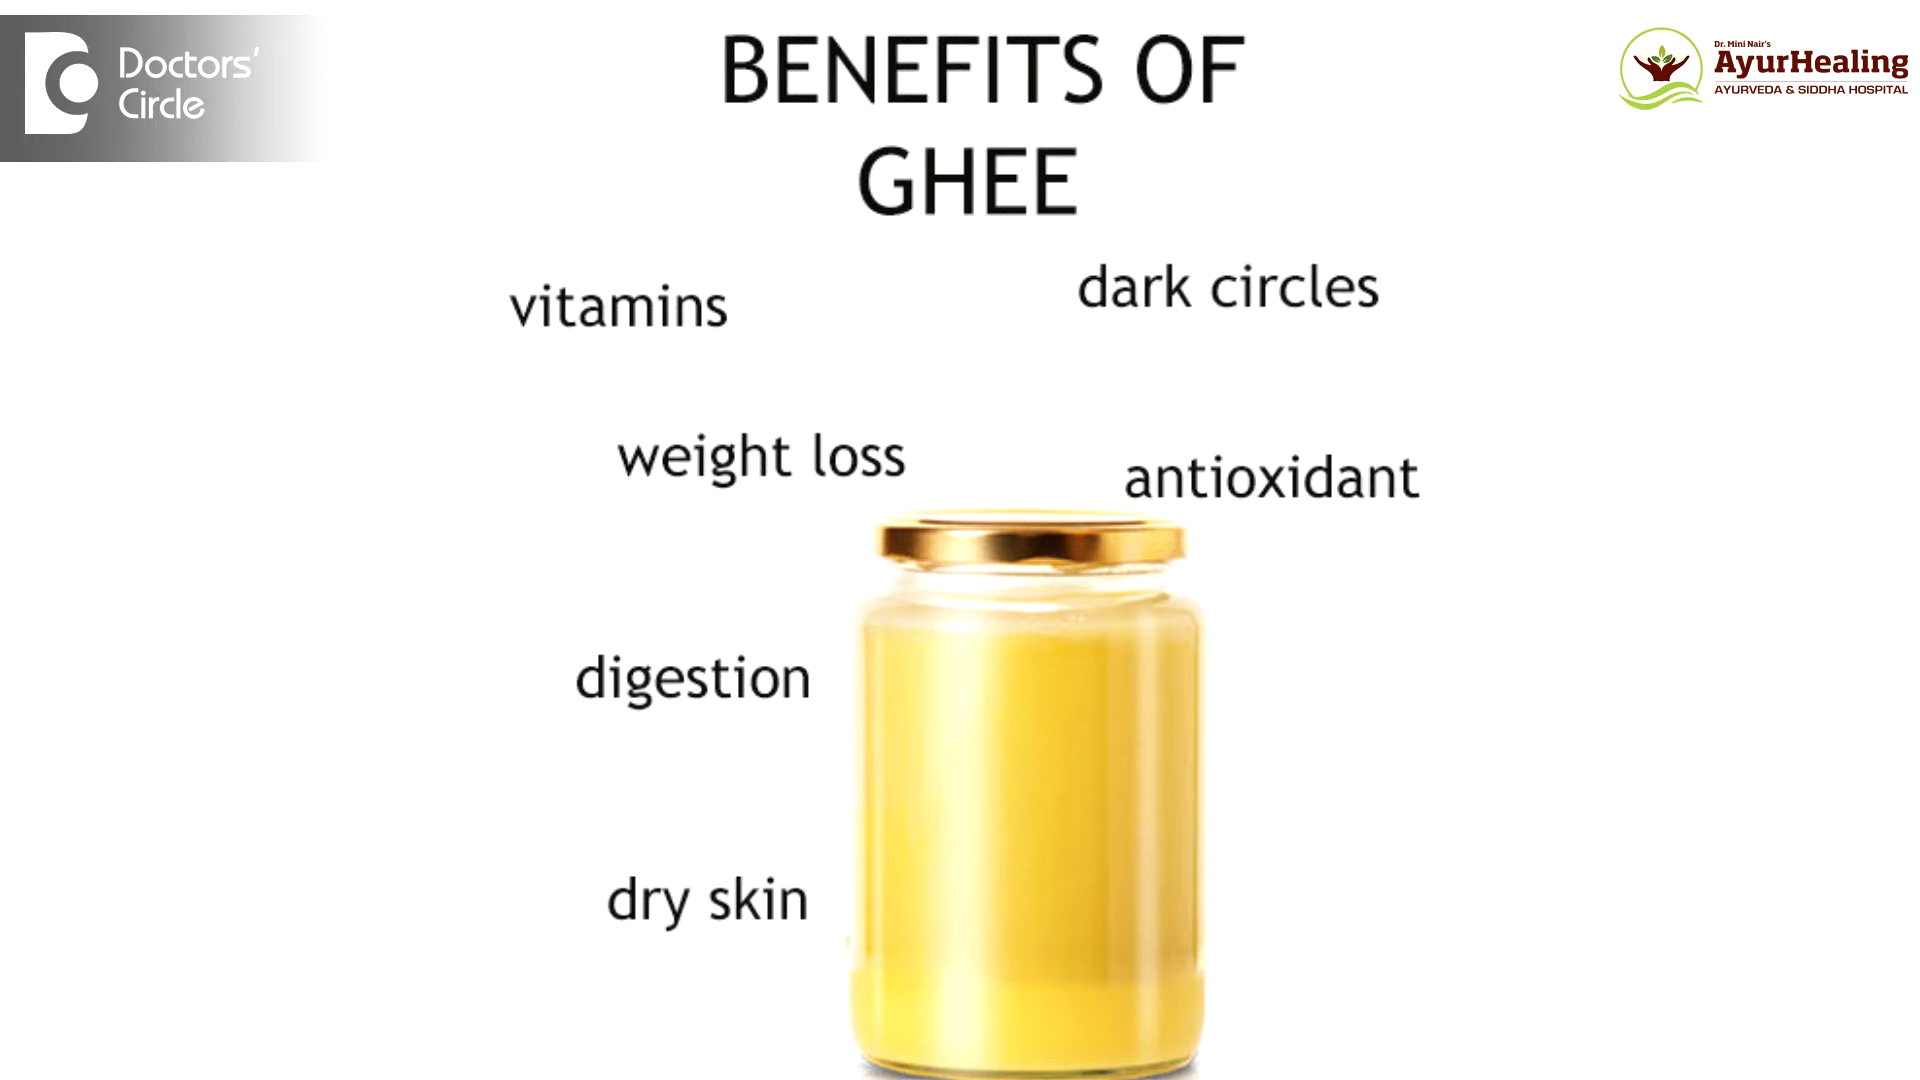 Doctors'
Circle
BENEFITS OF
GHEE
Dr. Mini Nair's
AyurHealing
AYURVEDA & SIDDHA HOSPITAL
vitamins
dark circles
weight loss
antioxidant
digestion
dry skin